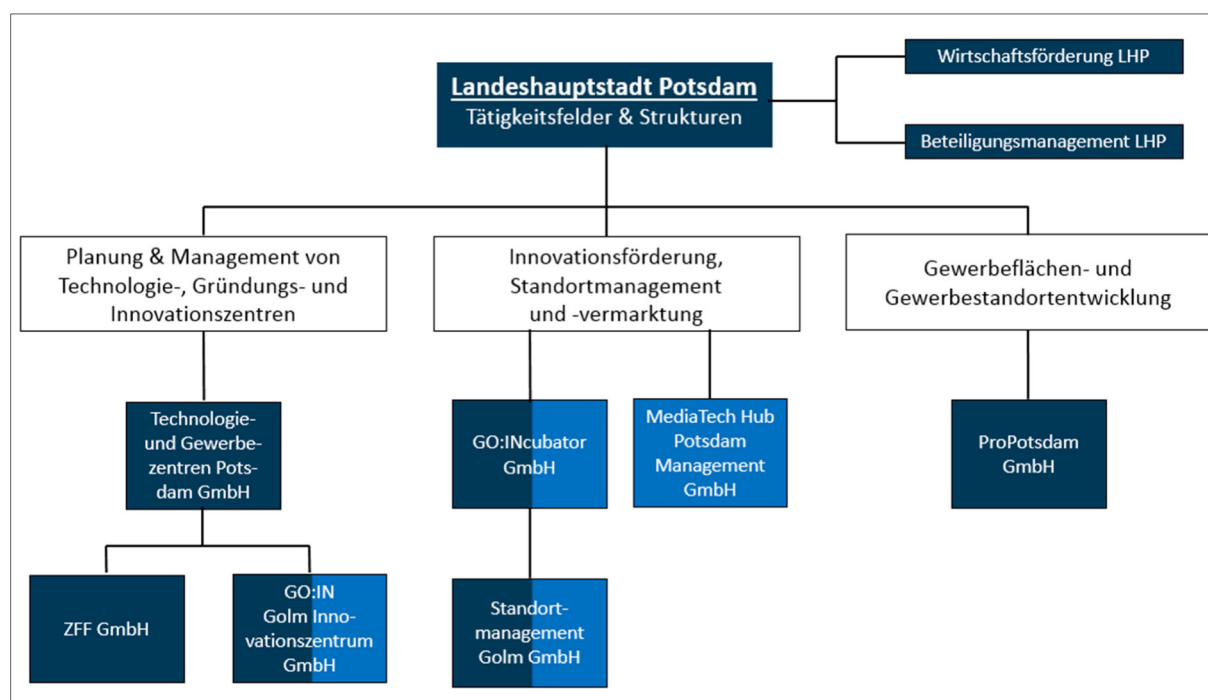 Landeshauptstadt Potsdam
Tätigkeitsfelder & Strukturen
Wirtschaftsförderung LHP
Beteiligungsmanagement LHP
Planung & Management von
Technologie-, Gründungs- und
Innovationszentren
Innovationsförderung,
Standortmanagement
und -vermarktung
Gewerbeflächen- und
Gewerbestandortentwicklung
Technologie-
und Gewerbe-
zentren Pots-
dam GmbH
GO:INcubator
GmbH
MediaTech Hub
Potsdam
Management
GmbH
ProPotsdam
GmbH
ZFF GmbH
GO:IN
Golm Inno-
vationszentrum
GmbH
Standort-
management
Golm GmbH